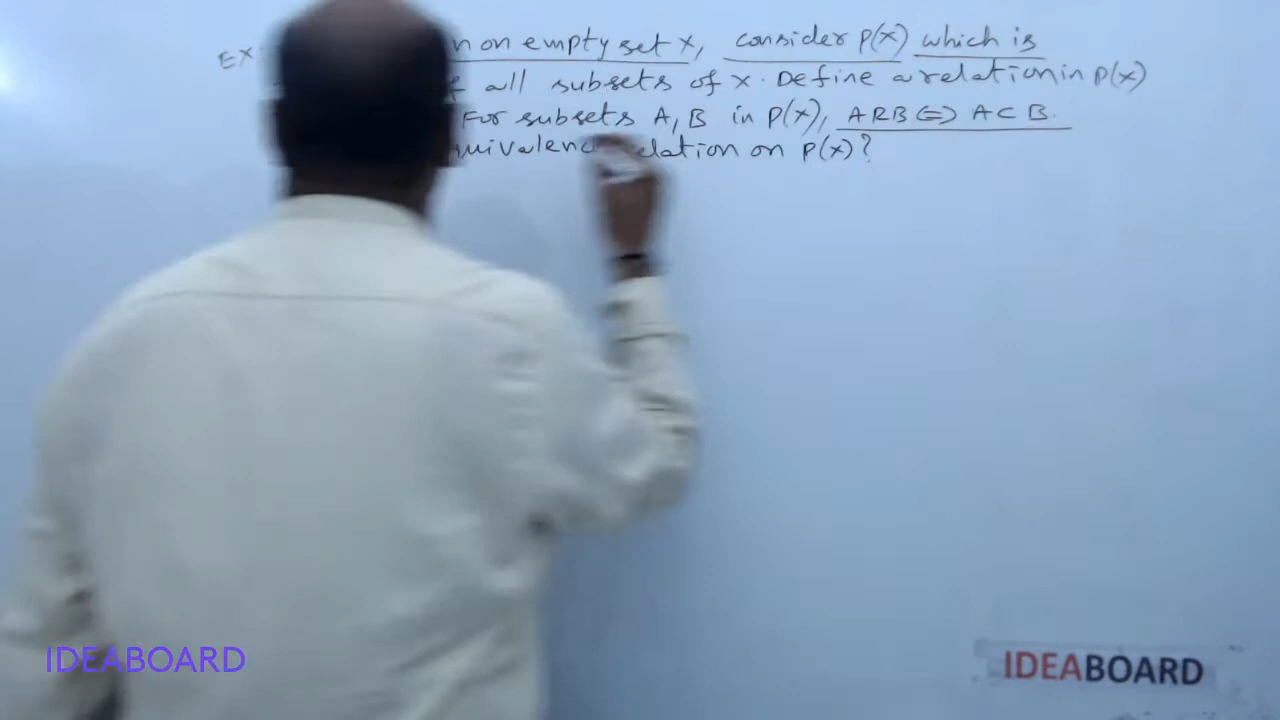 EX
on empty set X, consider P(X) which is
all subsets of X. Define a relation in P(X)
For subsets A, B in P(X), ARB ⇔ A⊂B.
relation on P(X)?
IDEABOARD
IDEABOARD